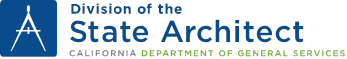 Division of the
State Architect
CALIFORNIA DEPARTMENT OF GENERAL SERVICES